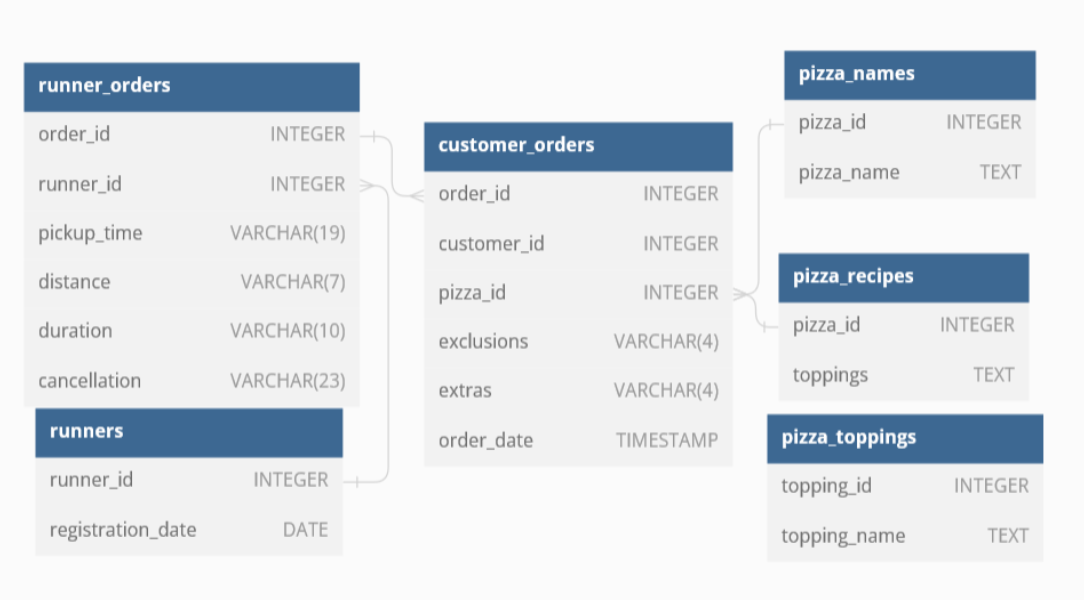 runner_orders
order_id INTEGER
runner_id INTEGER
pickup_time VARCHAR(19)
distance VARCHAR(7)
duration VARCHAR(10)
cancellation VARCHAR(23)
runners
runner_id INTEGER
registration_date DATE
customer_orders
order_id INTEGER
customer_id INTEGER
pizza_id INTEGER
exclusions VARCHAR(4)
extras VARCHAR(4)
order_date TIMESTAMP
pizza_names
pizza_id INTEGER
pizza_name TEXT
pizza_recipes
pizza_id INTEGER
toppings TEXT
pizza_toppings
topping_id INTEGER
topping_name TEXT